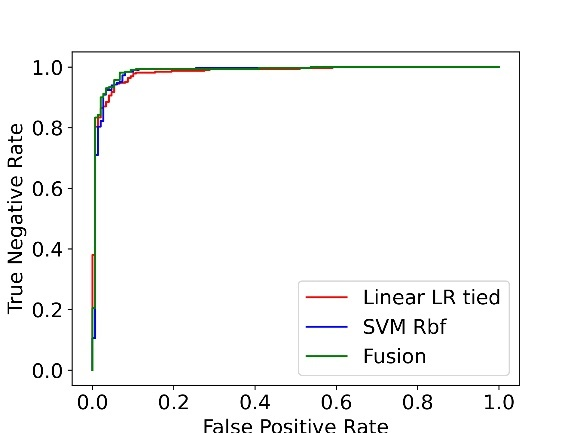 True Negative Rate
1.0
0.8
0.6
0.4
0.2
0.0
Linear LR tied
SVM Rbf
Fusion
0.0 0.2 0.4 0.6 0.8 1.0
False Positive Rate